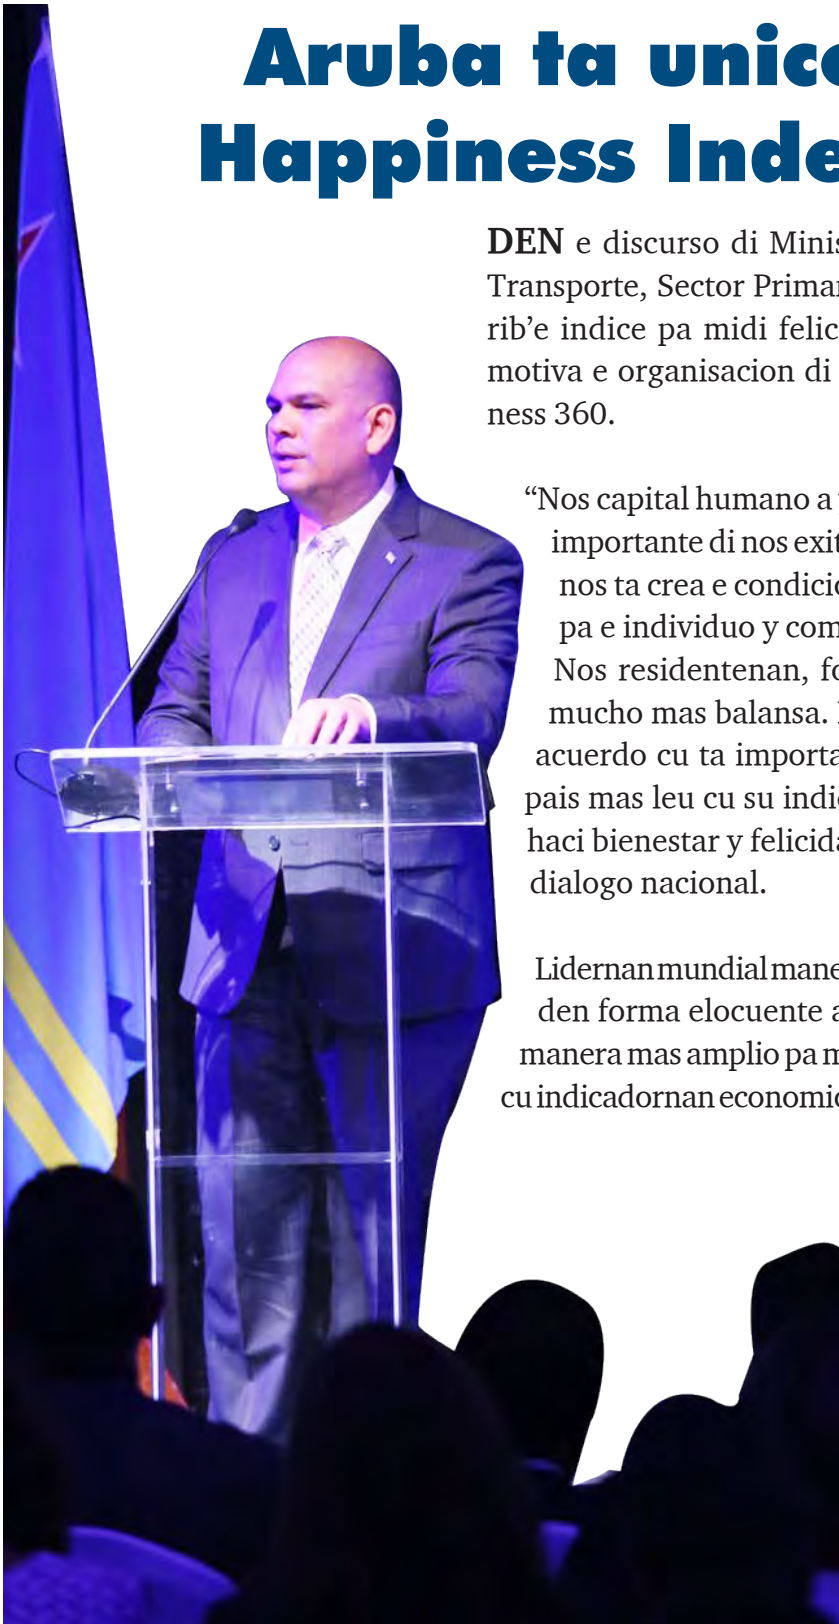 Aruba ta unico
Happiness Inde
DEN e discurso di Minis
Transporte, Sector Primar
rib’e indice pa midi felic
motiva e organisacion di
ness 360.
“Nos capital humano a
importante di nos exit
nos ta crea e condicio
pa e individuo y com
Nos residentenan, fo
mucho mas balansa.
acuerdo cu ta importa
pais mas leu cu su indic
haci bienestar y felicida
dialogo nacional.
Lidernan mundial mane
den forma elocuente a
manera mas amplio pa m
cu indicadornan economic